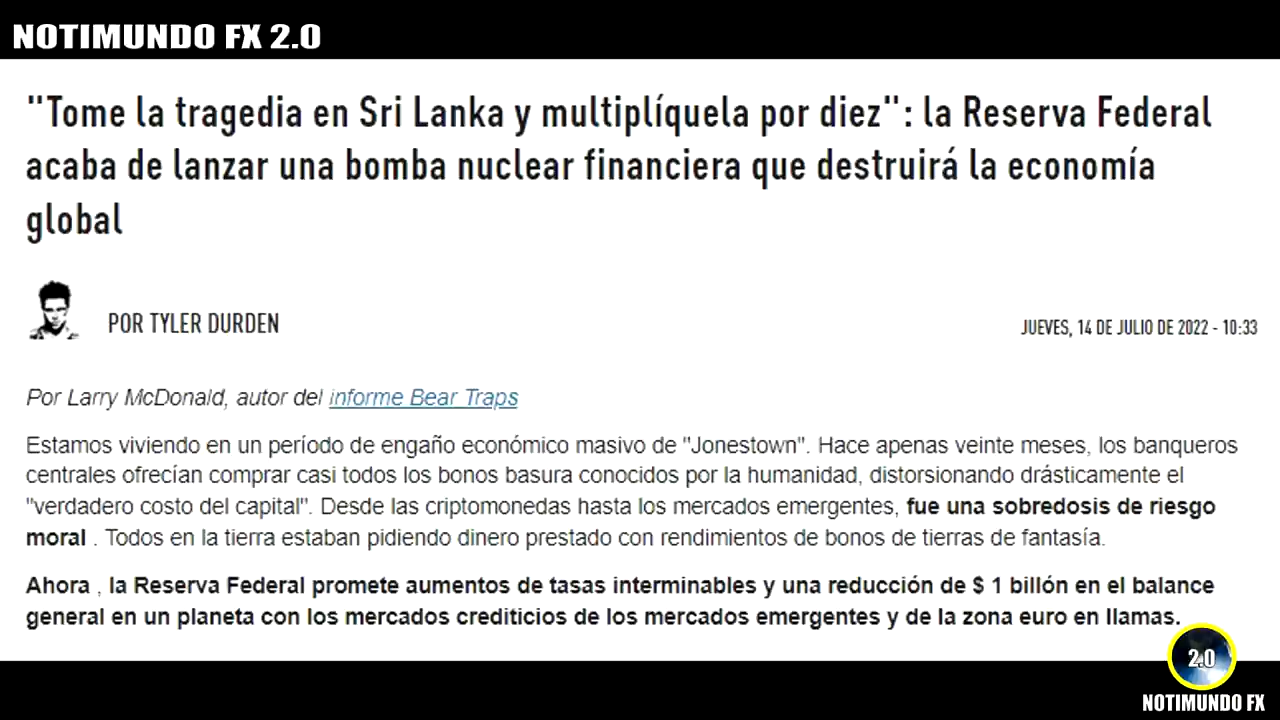 NOTIMUNDO FX 2.0
"Tome la tragedia en Sri Lanka y multiplíquela por diez": la Reserva Federal
acaba de lanzar una bomba nuclear financiera que destruirá la economía
global
POR TYLER DURDEN
JUEVES, 14 DE JULIO DE 2022 - 10:33
Por Larry McDonald, autor del informe Bear Traps
Estamos viviendo en un período de engaño económico masivo de "Jonestown". Hace apenas veinte meses, los banqueros
centrales ofrecían comprar casi todos los bonos basura conocidos por la humanidad, distorsionando drásticamente el
"verdadero costo del capital". Desde las criptomonedas hasta los mercados emergentes, fue una sobredosis de riesgo
moral . Todos en la tierra estaban pidiendo dinero prestado con rendimientos de bonos de tierras de fantasía.
Ahora , la Reserva Federal promete aumentos de tasas interminables y una reducción de $ 1 billón en el balance
general en un planeta con los mercados crediticios de los mercados emergentes y de la zona euro en llamas.
2.0
NOTIMUNDO FX